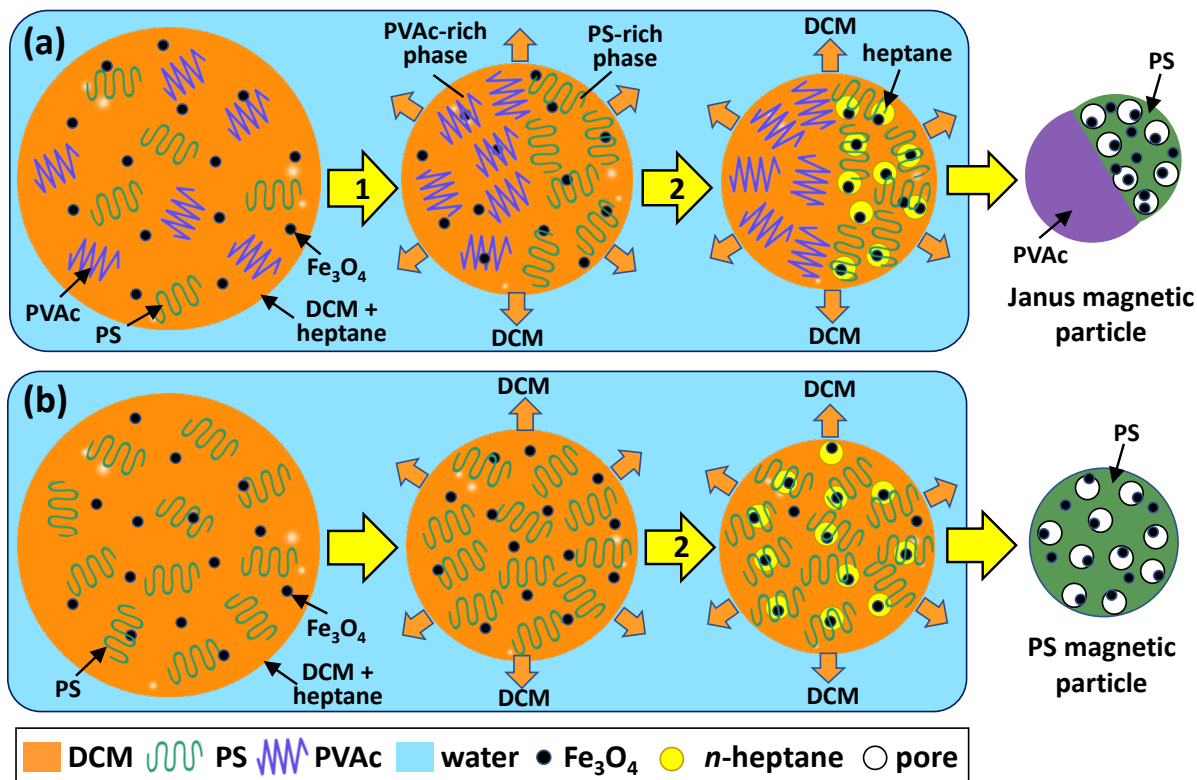 (a)
PVAc-rich
phase
PS-rich
phase
DCM
heptane
PS
1
2
Fe₃O₄
PVAc
PS
DCM +
heptane
DCM
DCM
PVAc
Janus magnetic
particle
(b)
DCM
DCM
PS
2
Fe₃O₄
PS
DCM +
heptane
DCM
DCM
PS magnetic
particle
DCM PS PVAc water Fe₃O₄ n-heptane pore